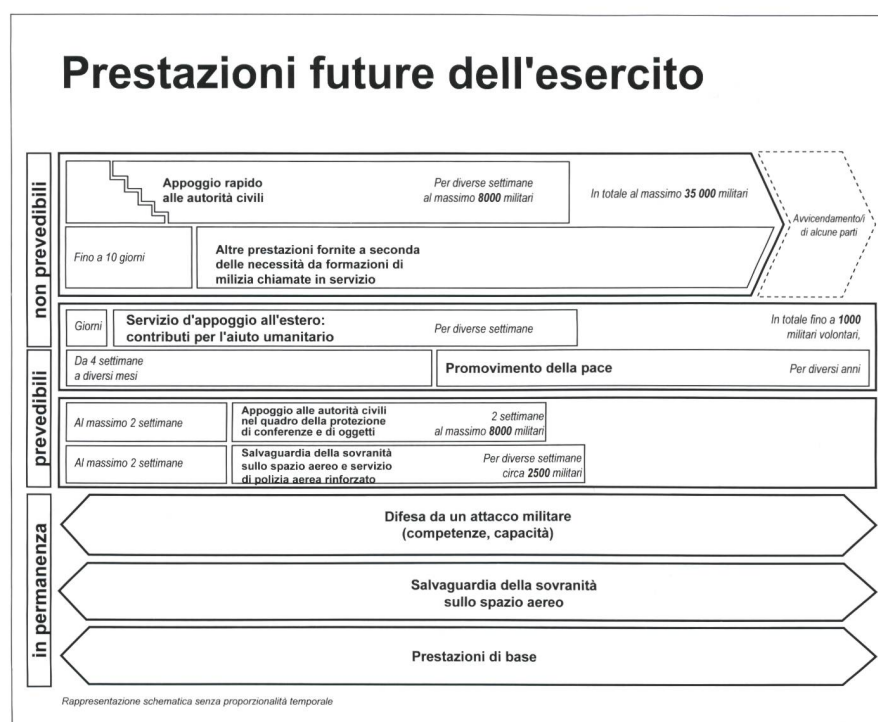 Prestazioni future dell'esercito
non prevedibili
Appoggio rapido
alle autorità civili
Per diverse settimane
al massimo 8000 militari
In totale al massimo 35 000 militari
Avvicendamento/i
di alcune parti
Fino a 10 giorni
Altre prestazioni fornite a seconda
delle necessità da formazioni di
milizia chiamate in servizio
Giorni
Servizio d'appoggio all'estero:
contributi per l'aiuto umanitario
Per diverse settimane
In totale fino a 1000
militari volontari,
prevedibili
Da 4 settimane
a diversi mesi
Promovimento della pace
Per diversi anni
Al massimo 2 settimane
Appoggio alle autorità civili
nel quadro della protezione
di conferenze e di oggetti
2 settimane
al massimo 8000 militari
Al massimo 2 settimane
Salvaguardia della sovranità
sullo spazio aereo e servizio
di polizia aerea rinforzato
Per diverse settimane
circa 2500 militari
in permanenza
Difesa da un attacco militare
(competenze, capacità)
Salvaguardia della sovranità
sullo spazio aereo
Prestazioni di base
Rappresentazione schematica senza proporzionalità temporale